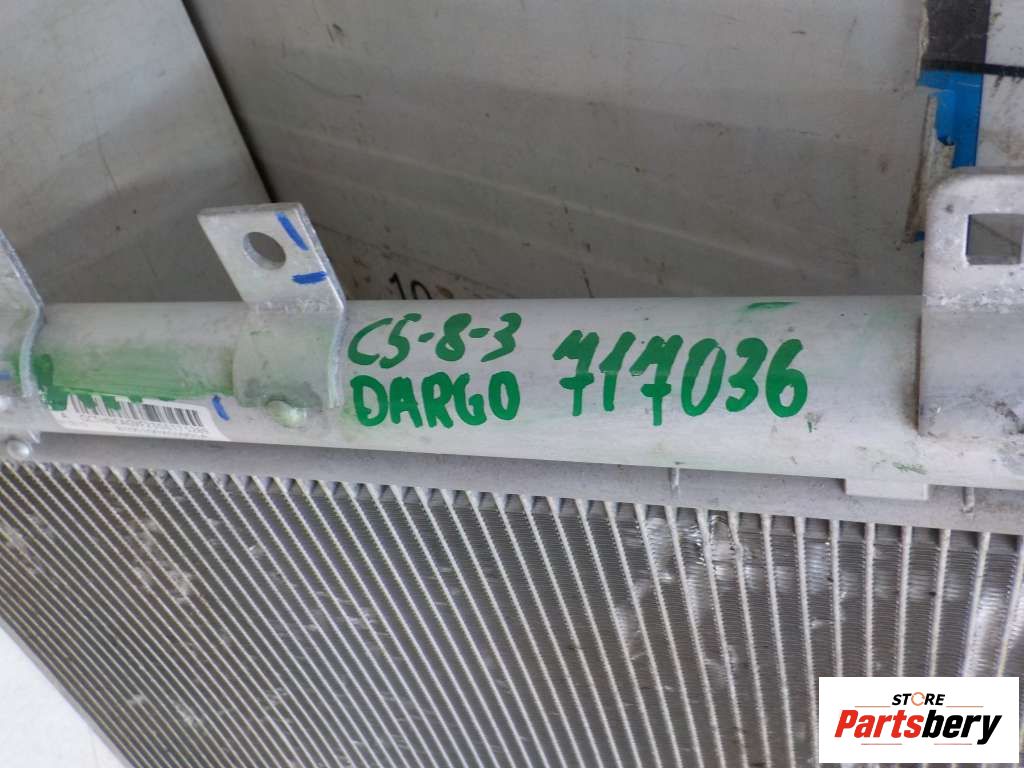 C5-8-3
DARGO 717036
STORE
Partsbery